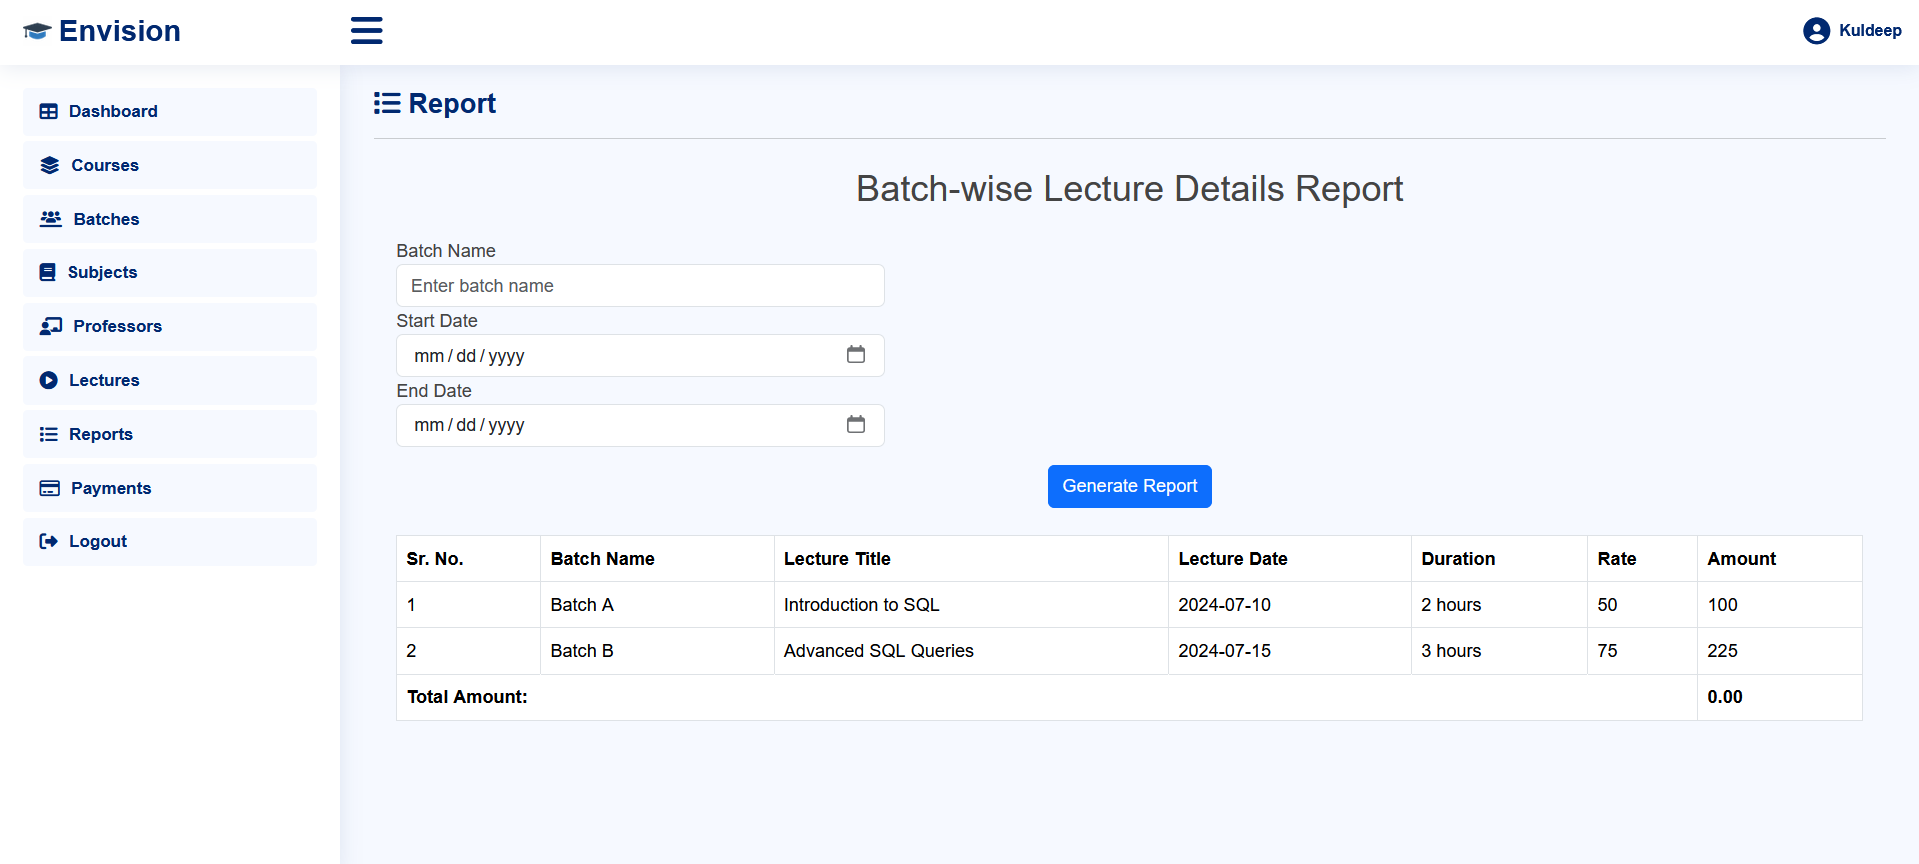 Envision
Kuldeep
Dashboard
Courses
Batches
Subjects
Professors
Lectures
Reports
Payments
Logout
Report
Batch-wise Lecture Details Report
Batch Name
Enter batch name
Start Date
mm/dd/yyyy
End Date
mm/dd/yyyy
Generate Report
Sr. No. Batch Name Lecture Title Lecture Date Duration Rate Amount
1 Batch A Introduction to SQL 2024-07-10 2 hours 50 100
2 Batch B Advanced SQL Queries 2024-07-15 3 hours 75 225
Total Amount: 0.00